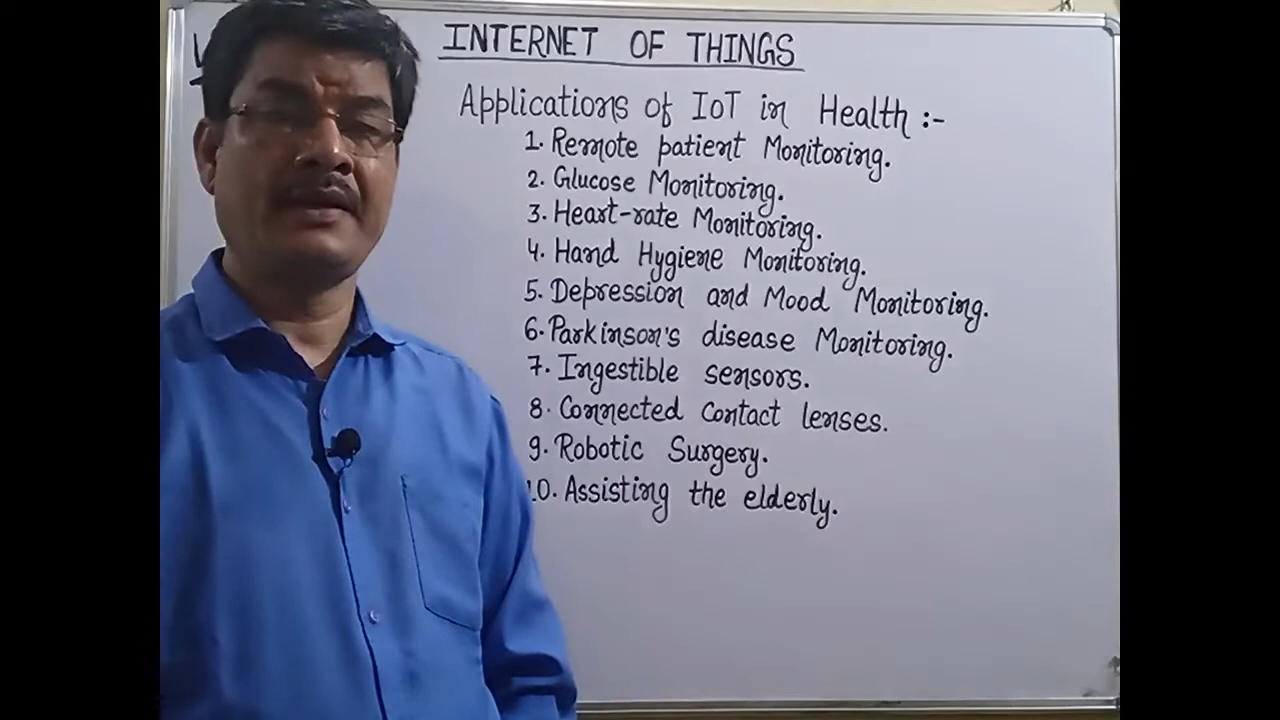 INTERNET OF THINGS
Applications of IoT in Health :-
1. Remote patient Monitoring.
2. Glucose Monitoring.
3. Heart-rate Monitoring.
4. Hand Hygiene Monitoring.
5. Depression and Mood Monitoring.
6. Parkinson's disease Monitoring.
7. Ingestible sensors.
8. Connected Contact lenses.
9. Robotic Surgery.
10. Assisting the elderly.